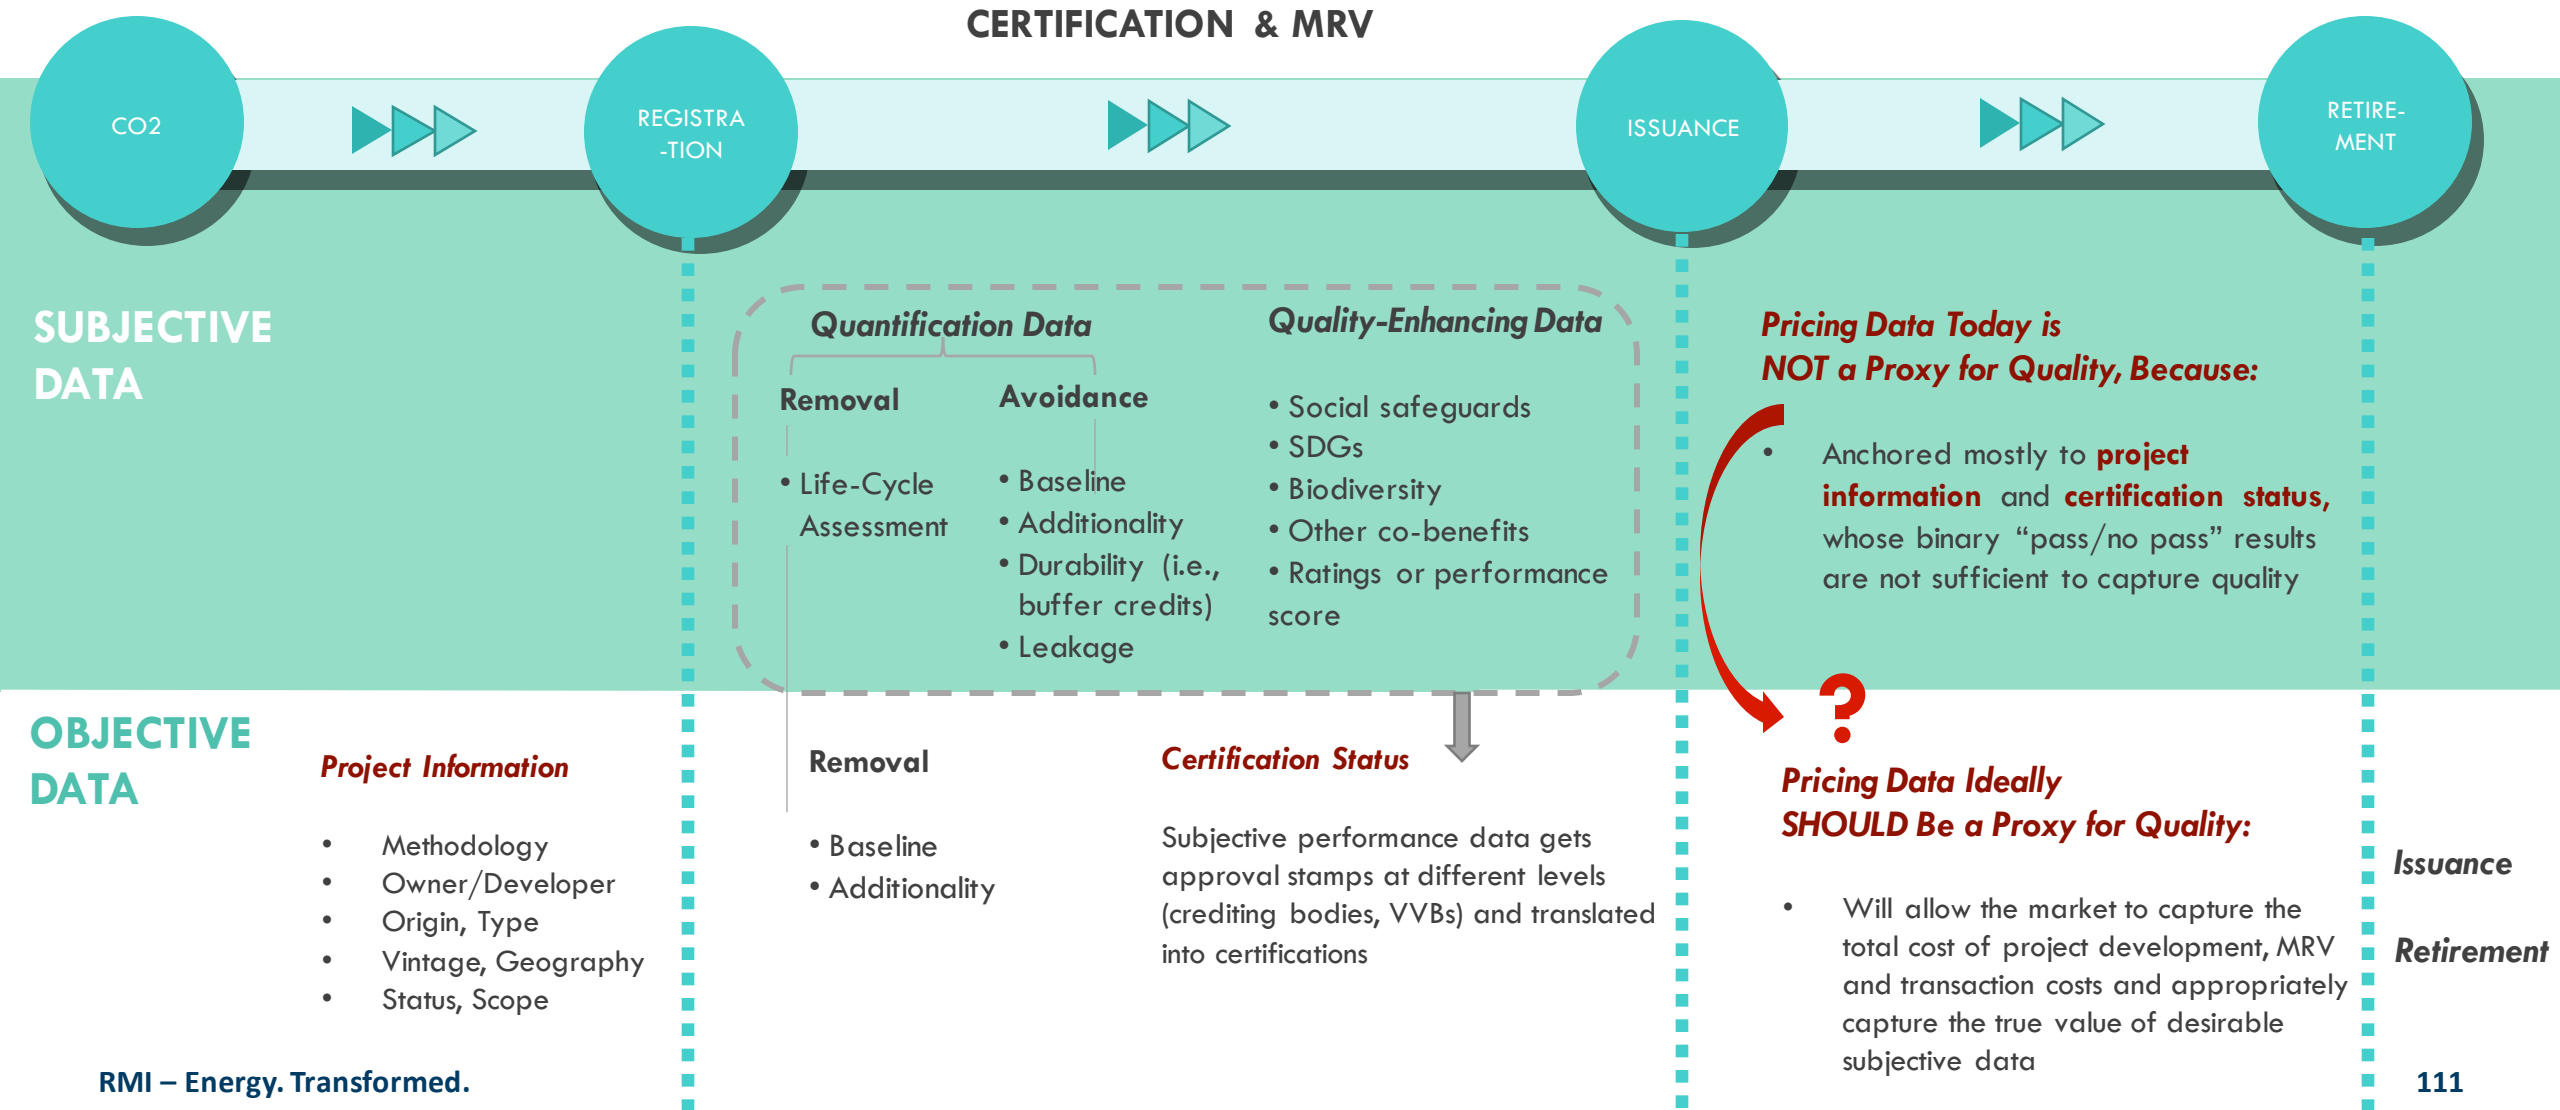 CERTIFICATION & MRV
CO2
REGISTRA
-TION
ISSUANCE
RETIRE-
MENT
SUBJECTIVE
DATA
Quantification Data
Removal
• Life-Cycle
Assessment
Avoidance
• Baseline
• Additionality
• Durability (i.e.,
buffer credits)
• Leakage
Quality-Enhancing Data
• Social safeguards
• SDGs
• Biodiversity
• Other co-benefits
• Ratings or performance
score
Pricing Data Today is
NOT a Proxy for Quality, Because:
• Anchored mostly to project
information and certification status,
whose binary “pass/no pass” results
are not sufficient to capture quality
OBJECTIVE
DATA
Project Information
• Methodology
• Owner/Developer
• Origin, Type
• Vintage, Geography
• Status, Scope
Removal
• Baseline
• Additionality
Certification Status
Subjective performance data gets
approval stamps at different levels
(crediting bodies, VVBs) and translated
into certifications
?
Pricing Data Ideally
SHOULD Be a Proxy for Quality:
• Will allow the market to capture the
total cost of project development, MRV
and transaction costs and appropriately
capture the true value of desirable
subjective data
Issuance
Retirement
RMI – Energy. Transformed.
111